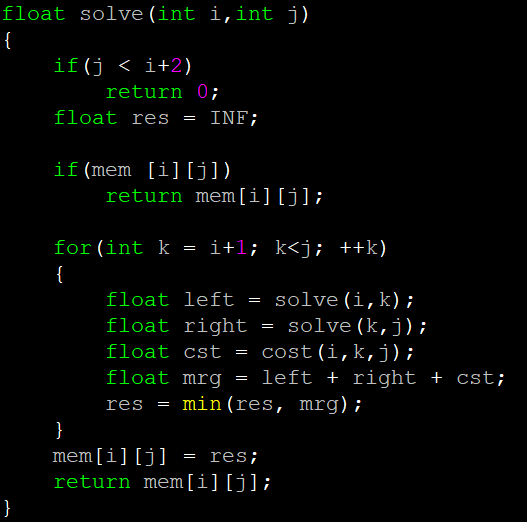 float solve(int i,int j)
{
    if(j < i+2)
        return 0;
    float res = INF;

    if(mem [i][j])
        return mem[i][j];

    for(int k = i+1; k<j; ++k)
    {
        float left = solve(i,k);
        float right = solve(k,j);
        float cst = cost(i,k,j);
        float mrg = left + right + cst;
        res = min(res, mrg);
    }
    mem[i][j] = res;
    return mem[i][j];
}